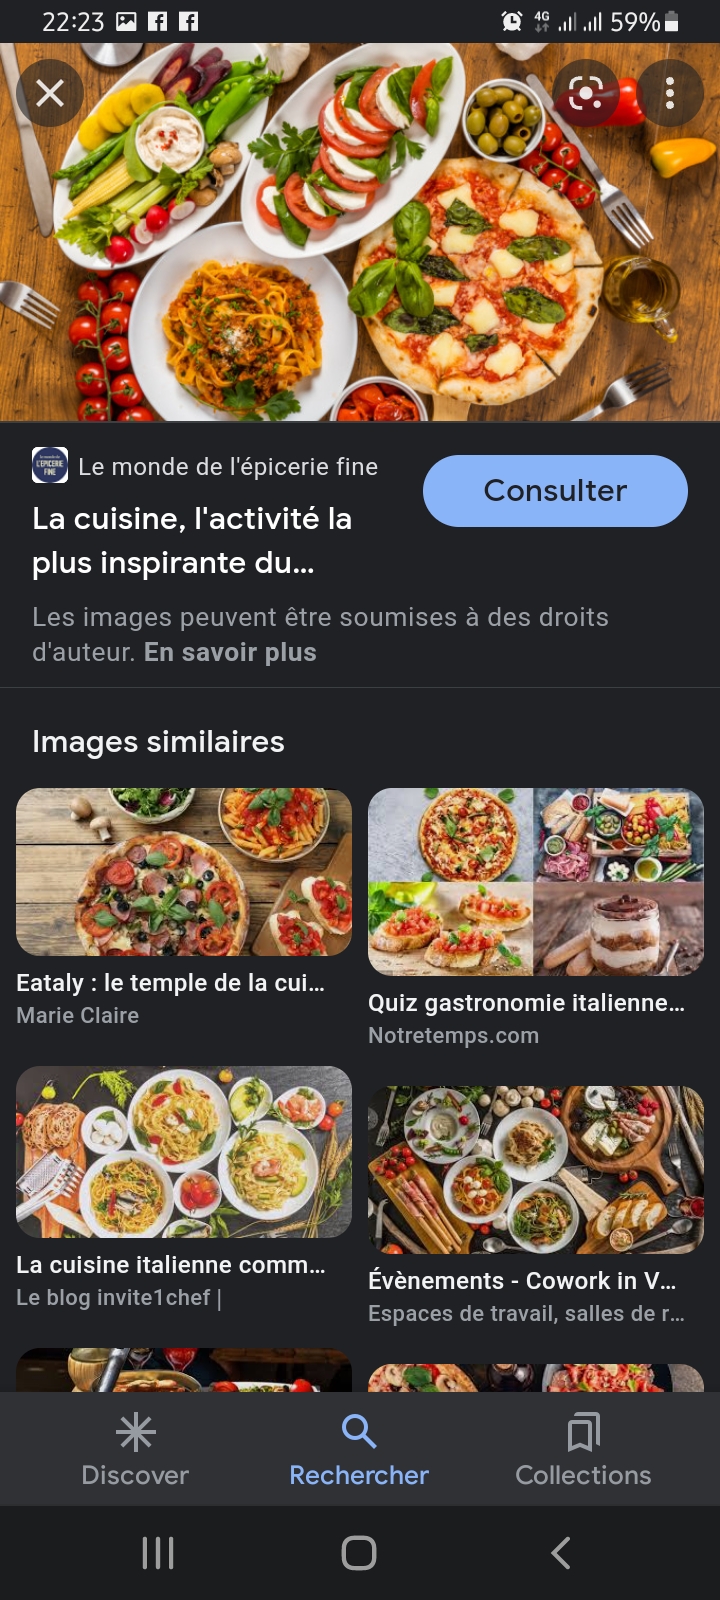 22:23
4G
59%
L'ÉPICERIE
FINE
Le monde de l'épicerie fine
Consulter
La cuisine, l'activité la
plus inspirante du...
Les images peuvent être soumises à des droits
d'auteur. En savoir plus
Images similaires
Eataly : le temple de la cui...
Marie Claire
Quiz gastronomie italienne...
Notretemps.com
La cuisine italienne comm...
Le blog invite1chef |
Évènements - Cowork in V...
Espaces de travail, salles de r...
Discover
Rechercher
Collections